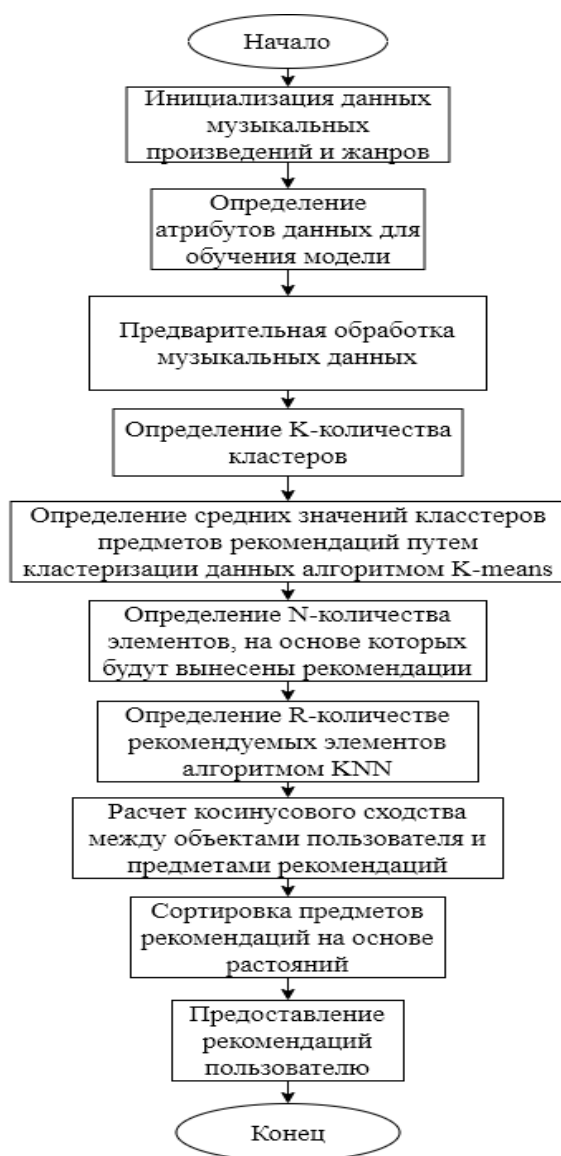 Начало
Инициализация данных
музыкальных
произведений и жанров
Определение
атрибутов данных для
обучения модели
Предварительная обработка
музыкальных данных
Определение K-количества
кластеров
Определение средних значений класстеров
предметов рекомендаций путем
кластеризации данных алгоритмом K-means
Определение N-количества
элементов, на основе которых
будут вынесены рекомендации
Определение R-количестве
рекомендуемых элементов
алгоритмом KNN
Расчет косинусового сходства
между объектами пользователя и
предметами рекомендаций
Сортировка предметов
рекомендаций на основе
растояний
Предоставление
рекомендаций
пользователю
Конец